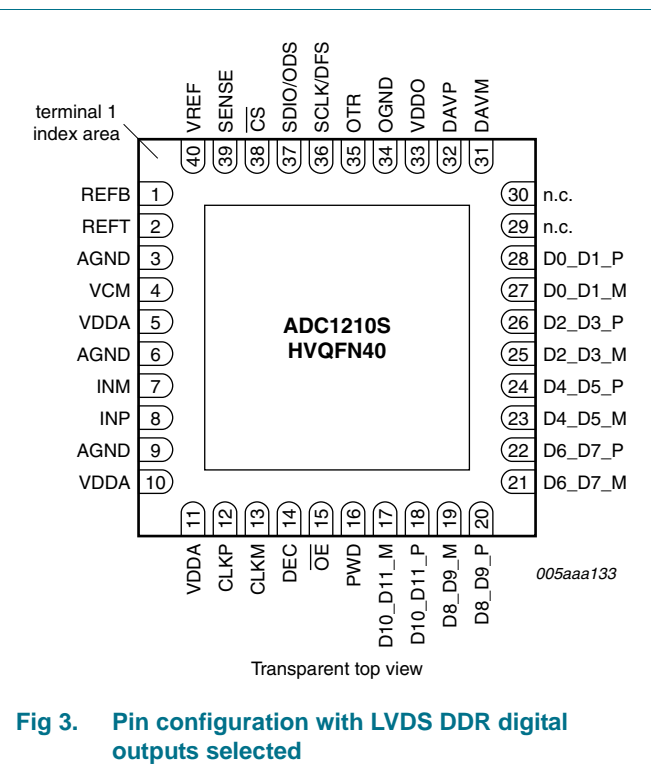 terminal 1
index area
VREF
SENSE
CS
SDIO/ODS
SCLK/DFS
OTR
OGND
VDDO
DAVP
DAVM
40
39
38
37
36
35
34
33
32
31
REFB 1
REFT 2
AGND 3
VCM 4
VDDA 5
AGND 6
INM 7
INP 8
AGND 9
VDDA 10
ADC1210S
HVQFN40
30 n.c.
29 n.c.
28 D0_D1_P
27 D0_D1_M
26 D2_D3_P
25 D2_D3_M
24 D4_D5_P
23 D4_D5_M
22 D6_D7_P
21 D6_D7_M
11
12
13
14
15
16
17
18
19
20
VDDA
CLKP
CLKM
DEC
OE
PWD
D10_D11_M
D10_D11_P
D8_D9_M
D8_D9_P
005aaa133
Transparent top view
Fig 3. Pin configuration with LVDS DDR digital
outputs selected